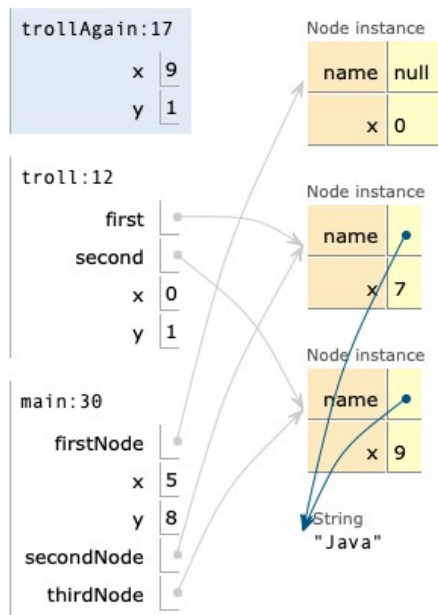 trollAgain:17
x 9
y 1
troll:12
first
second
x 0
y 1
main:30
firstNode
x 5
y 8
secondNode
thirdNode
Node instance
name null
x 0
Node instance
name
x 7
Node instance
name
x 9
String
"Java"